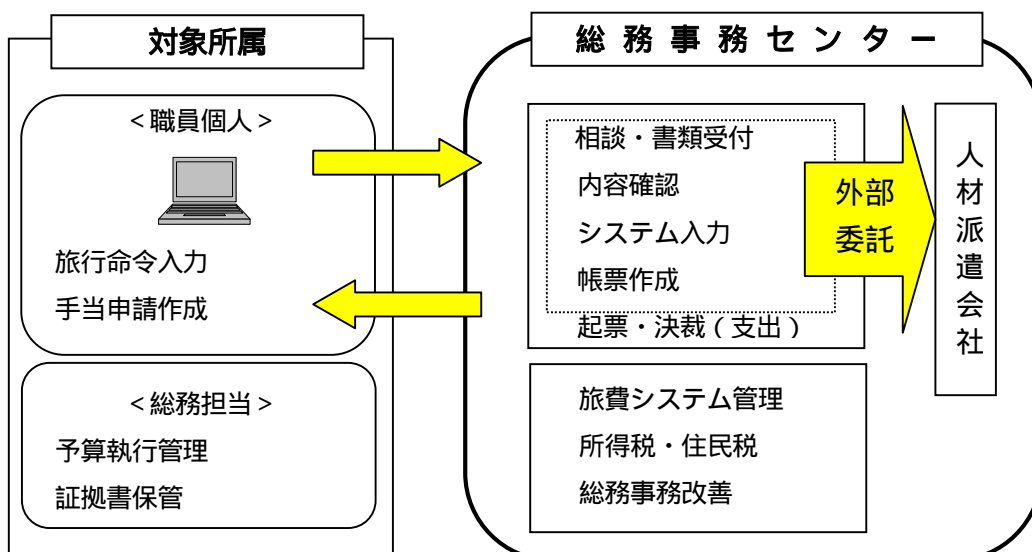 対象所属
<職員個人>
旅行命令入力
手当申請作成
<総務担当>
予算執行管理
証拠書保管
総務事務センター
相談・書類受付
内容確認
システム入力
帳票作成
起票・決裁(支出)
外部
委託
人材派遣会社
旅費システム管理
所得税・住民税
総務事務改善